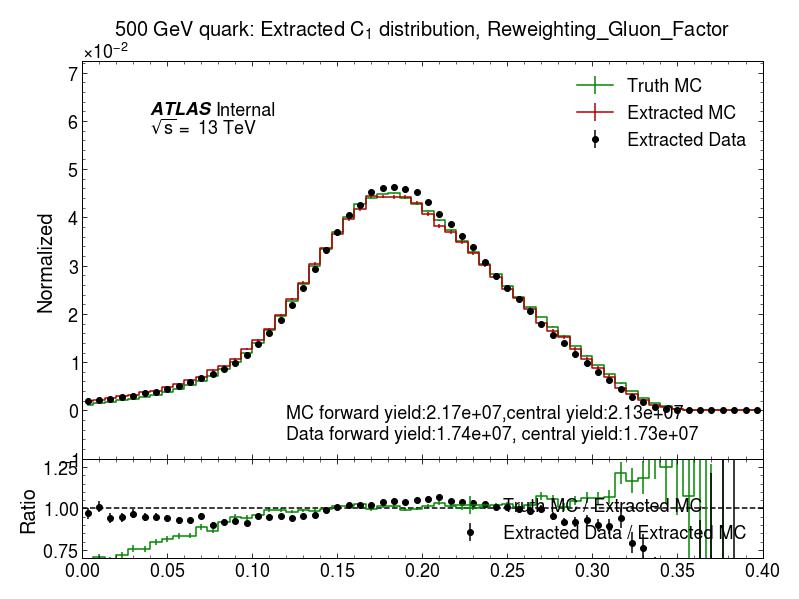 500 GeV quark: Extracted C₁ distribution, Reweighting_Gluon_Factor
×10⁻²
7
ATLAS Internal
√s = 13 TeV
Truth MC
Extracted MC
Extracted Data
6
5
4
3
2
1
0
Normalized
MC forward yield:2.17e+07,central yield:2.13e+07
Data forward yield:1.74e+07, central yield:1.73e+07
1.25
1.00
0.75
Ratio
Truth MC / Extracted MC
Extracted Data / Extracted MC
0.00 0.05 0.10 0.15 0.20 0.25 0.30 0.35 0.40